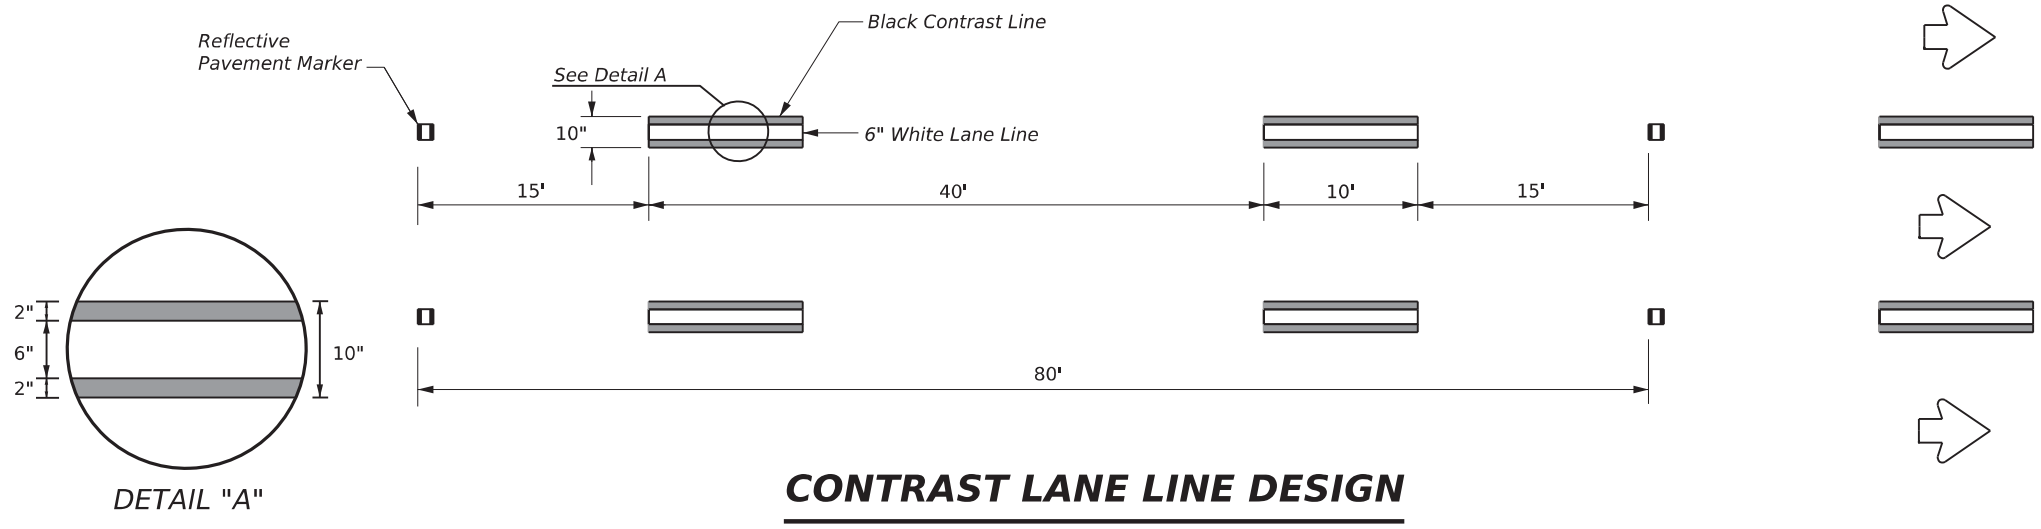 Black Contrast Line
Reflective
Pavement Marker
See Detail A
10"
6" White Lane Line
15'
40'
10'
15'
2"
6"
2"
10"
80'
DETAIL "A"
CONTRAST LANE LINE DESIGN